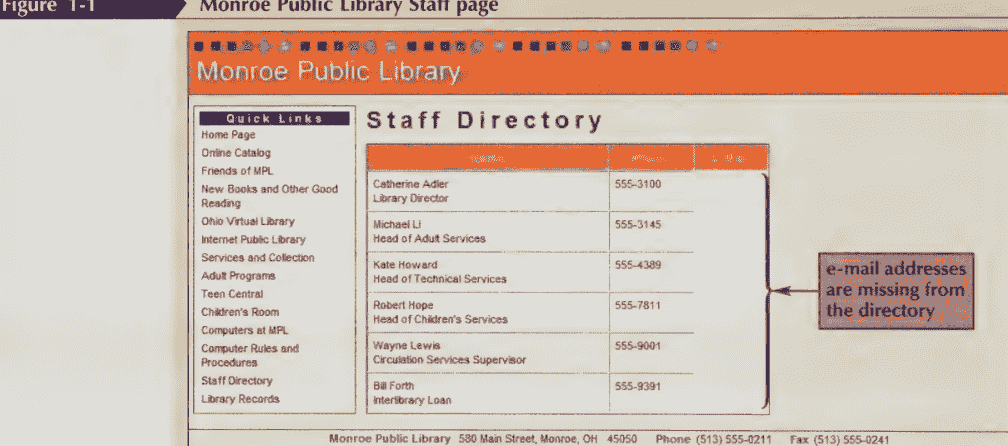 Figure 1-1 Monroe Public Library Staff page
Monroe Public Library
Quick Links
Home Page
Online Catalog
Friends of MPL
New Books and Other Good
Reading
Ohio Virtual Library
Internet Public Library
Services and Collection
Adult Programs
Teen Central
Children's Room
Computers at MPL
Computer Rules and
Procedures
Staff Directory
Library Records
Staff Directory
Catherine Adler 555-3100
Library Director
Michael Li 555-3145
Head of Adult Services
Kate Howard 555-4389
Head of Technical Services
Robert Hope 555-7811
Head of Children's Services
Wayne Lewis 555-9001
Circulation Services Supervisor
Bill Forth 555-9391
Interlibrary Loan
e-mail addresses
are missing from
the directory
Monroe Public Library 580 Main Street, Monroe, OH 45050 Phone (513) 555-0211 Fax (513) 555-0241